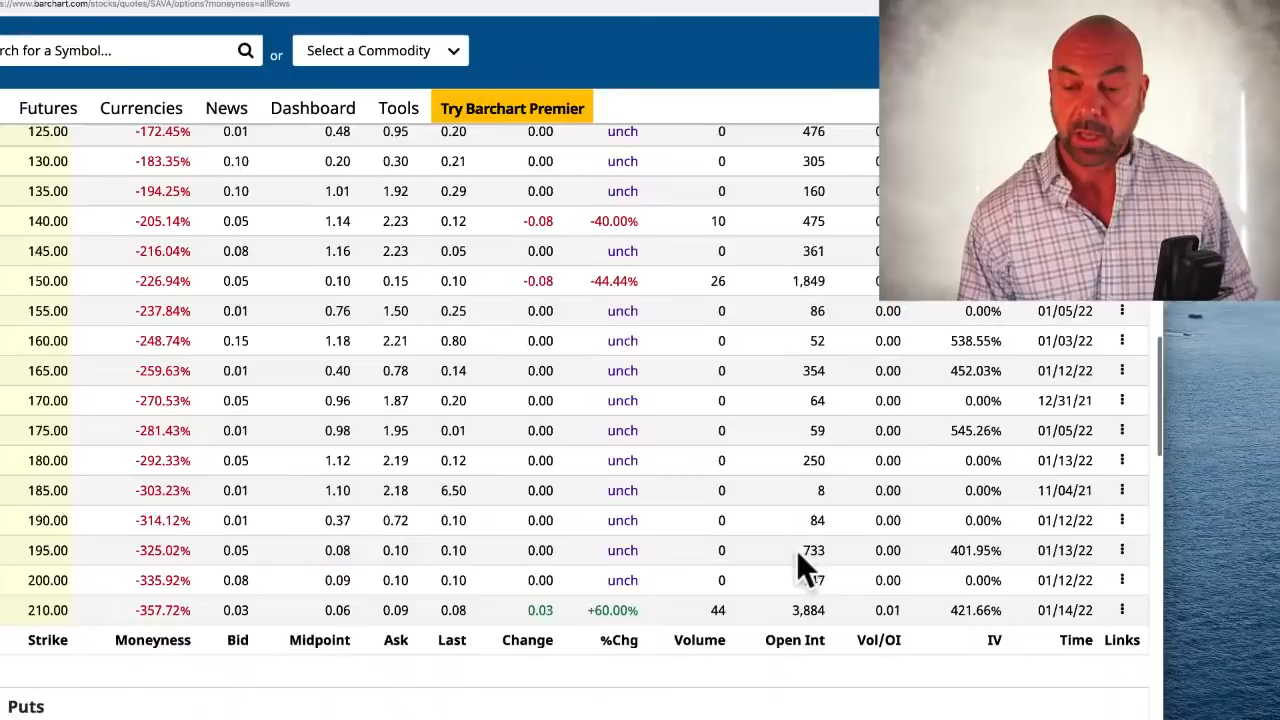 s://www.barchart.com/stocks/quotes/SAVA/options?moneyness=allRows
rch for a Symbol... or Select a Commodity
Futures Currencies News Dashboard Tools Try Barchart Premier
125.00 -172.45% 0.01 0.48 0.95 0.20 0.00 unch 0 476
130.00 -183.35% 0.10 0.20 0.30 0.21 0.00 unch 0 305
135.00 -194.25% 0.10 1.01 1.92 0.29 0.00 unch 0 160
140.00 -205.14% 0.05 1.14 2.23 0.12 -0.08 -40.00% 10 475
145.00 -216.04% 0.08 1.16 2.23 0.05 0.00 unch 0 361
150.00 -226.94% 0.05 0.10 0.15 0.10 -0.08 -44.44% 26 1,849
155.00 -237.84% 0.01 0.76 1.50 0.25 0.00 unch 0 86 0.00 0.00% 01/05/22
160.00 -248.74% 0.15 1.18 2.21 0.80 0.00 unch 0 52 0.00 538.55% 01/03/22
165.00 -259.63% 0.01 0.40 0.78 0.14 0.00 unch 0 354 0.00 452.03% 01/12/22
170.00 -270.53% 0.05 0.96 1.87 0.20 0.00 unch 0 64 0.00 0.00% 12/31/21
175.00 -281.43% 0.01 0.98 1.95 0.01 0.00 unch 0 59 0.00 545.26% 01/05/22
180.00 -292.33% 0.05 1.12 2.19 0.12 0.00 unch 0 250 0.00 0.00% 01/13/22
185.00 -303.23% 0.01 1.10 2.18 6.50 0.00 unch 0 8 0.00 0.00% 11/04/21
190.00 -314.12% 0.01 0.37 0.72 0.10 0.00 unch 0 84 0.00 0.00% 01/12/22
195.00 -325.02% 0.05 0.08 0.10 0.10 0.00 unch 0 733 0.00 401.95% 01/13/22
200.00 -335.92% 0.08 0.09 0.10 0.10 0.00 unch 0 0.00 0.00% 01/12/22
210.00 -357.72% 0.03 0.06 0.09 0.08 0.03 +60.00% 44 3,884 0.01 421.66% 01/14/22
Strike Moneyness Bid Midpoint Ask Last Change %Chg Volume Open Int Vol/OI IV Time Links
Puts